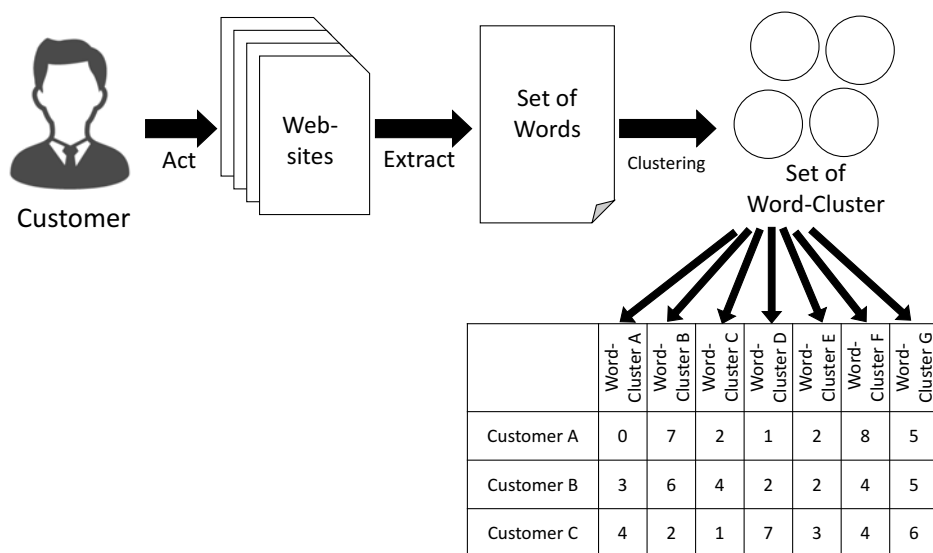 Customer
Act
Web-
sites
Extract
Set of
Words
Clustering
Set of
Word-Cluster
Word-
Cluster A
Word-
Cluster B
Word-
Cluster C
Word-
Cluster D
Word-
Cluster E
Word-
Cluster F
Word-
Cluster G
Customer A 0 7 2 1 2 8 5
Customer B 3 6 4 2 2 4 5
Customer C 4 2 1 7 3 4 6